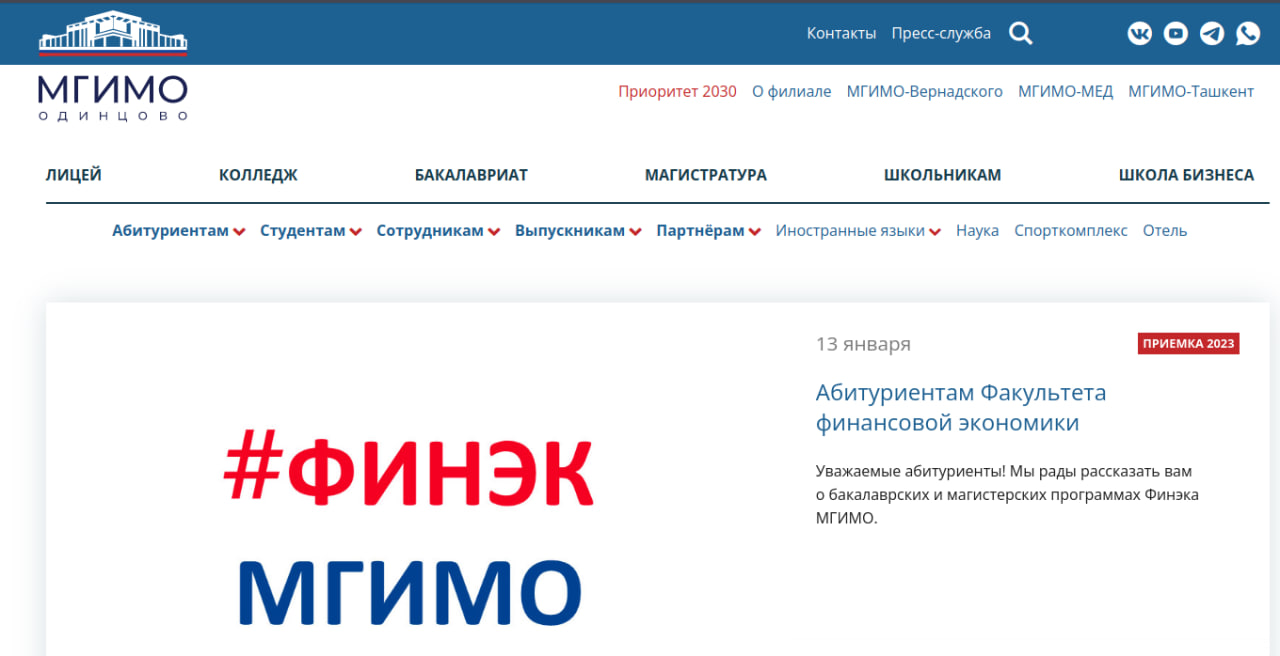 Контакты Пресс-служба
МГИМО
ОДИНЦОВО
Приоритет 2030 О филиале МГИМО-Вернадского МГИМО-МЕД МГИМО-Ташкент
ЛИЦЕЙ КОЛЛЕДЖ БАКАЛАВРИАТ МАГИСТРАТУРА ШКОЛЬНИКАМ ШКОЛА БИЗНЕСА
Абитуриентам Студентам Сотрудникам Выпускникам Партнёрам Иностранные языки Наука Спорткомплекс Отель
#ФИНЭК
МГИМО
13 января ПРИЕМКА 2023
Абитуриентам Факультета
финансовой экономики
Уважаемые абитуриенты! Мы рады рассказать вам
о бакалаврских и магистерских программах Финэка
МГИМО.